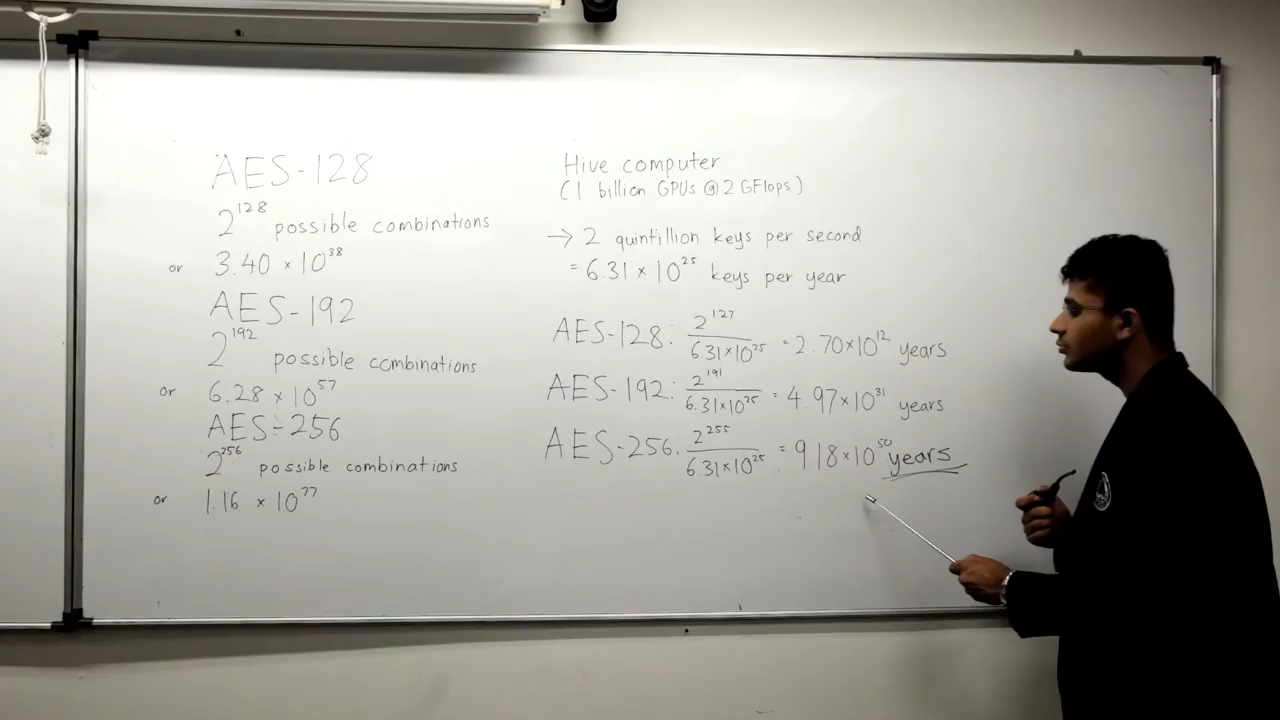 AES-128
2^128 possible combinations
or 3.40 × 10^38
AES-192
2^192 possible combinations
or 6.28 × 10^57
AES-256
2^256 possible combinations
or 1.16 × 10^77
Hive computer
(1 billion GPUs @ 2 GFlops)
→ 2 quintillion keys per second
= 6.31 × 10^25 keys per year
AES-128: 2^127 / 6.31×10^25 = 2.70×10^12 years
AES-192: 2^191 / 6.31×10^25 = 4.97×10^31 years
AES-256. 2^255 / 6.31×10^25 = 918×10^50 years